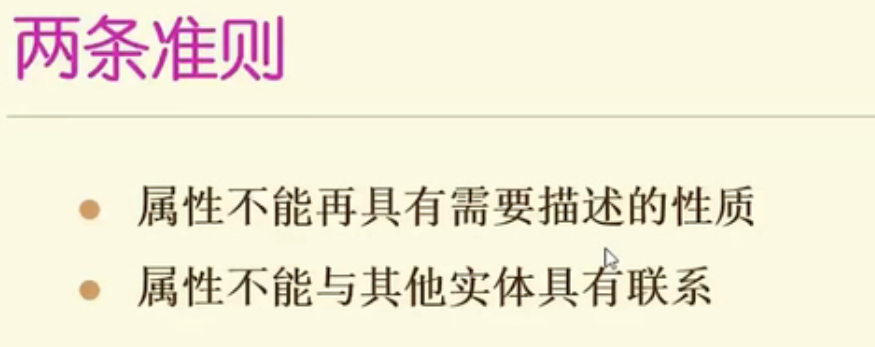 两条准则
属性不能再具有需要描述的性质
属性不能与其他实体具有联系